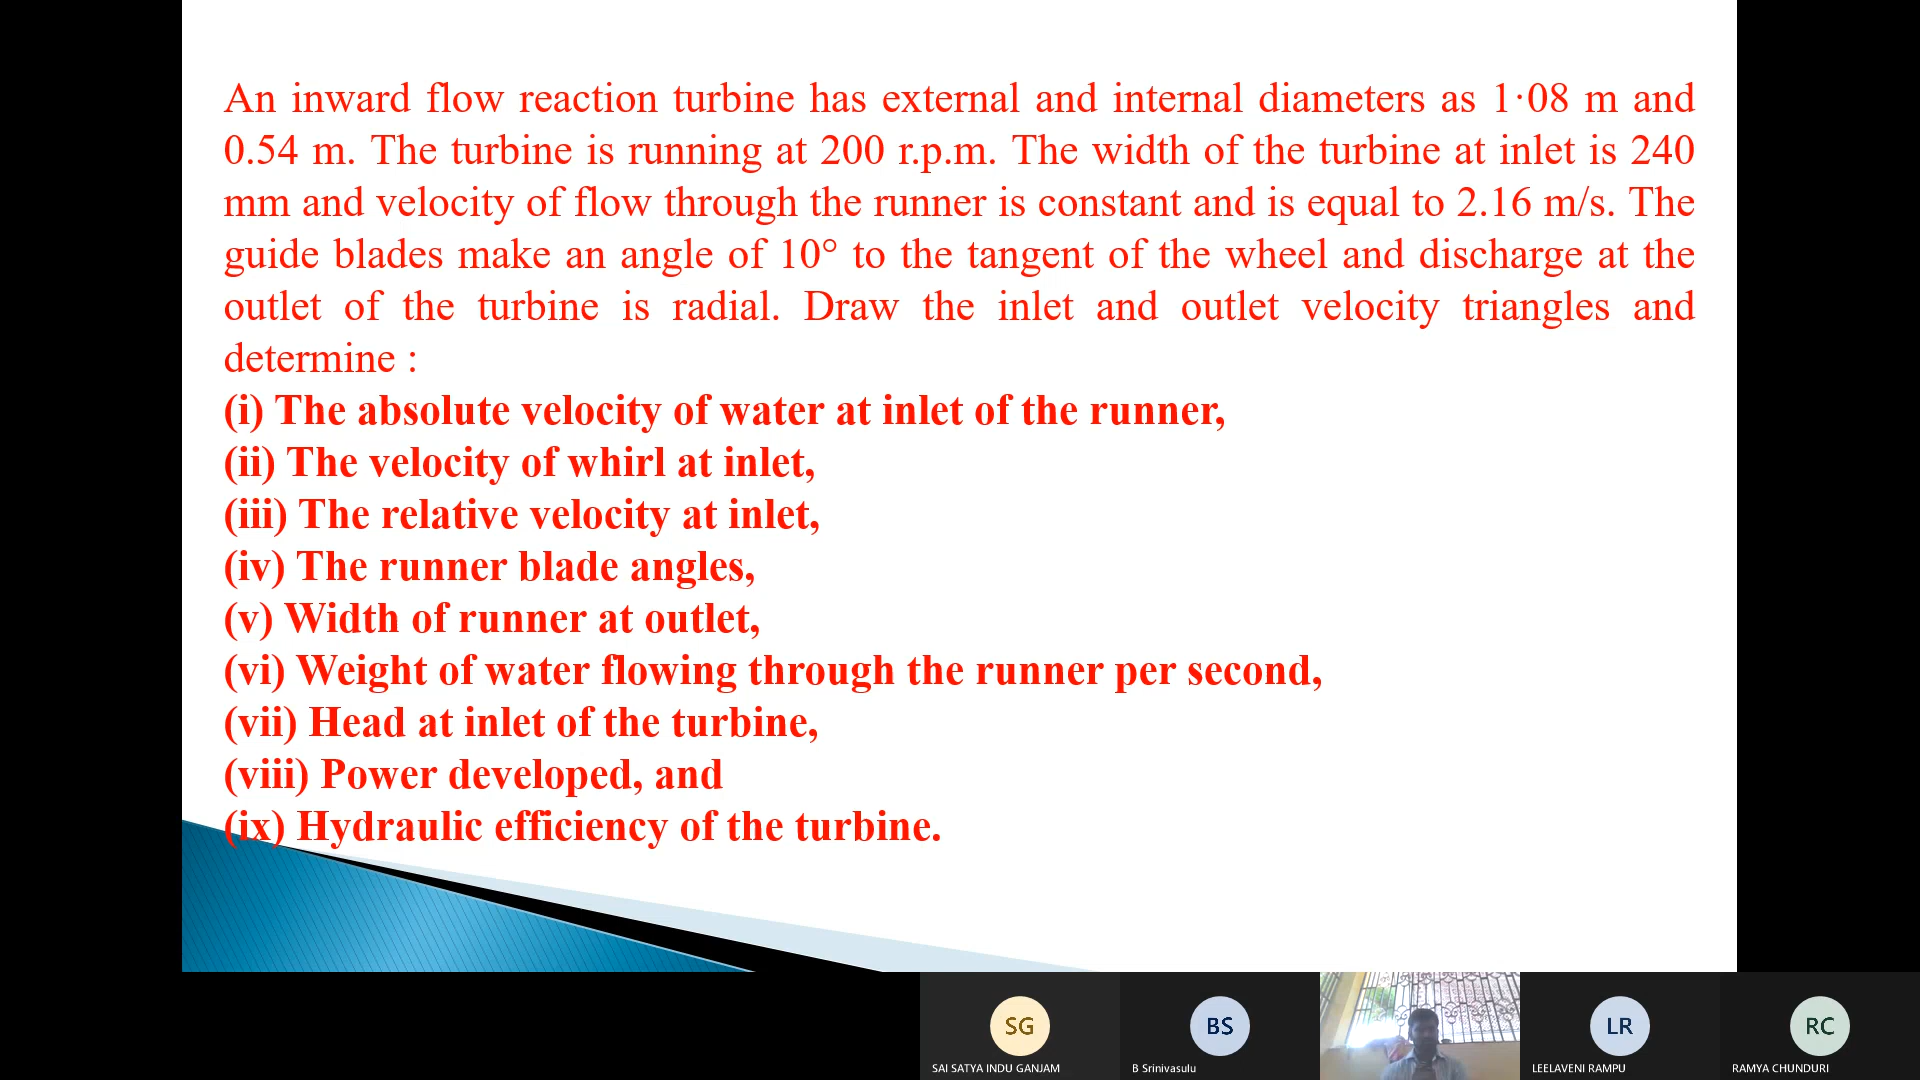 An inward flow reaction turbine has external and internal diameters as 1·08 m and
0.54 m. The turbine is running at 200 r.p.m. The width of the turbine at inlet is 240
mm and velocity of flow through the runner is constant and is equal to 2.16 m/s. The
guide blades make an angle of 10° to the tangent of the wheel and discharge at the
outlet of the turbine is radial. Draw the inlet and outlet velocity triangles and
determine :
(i) The absolute velocity of water at inlet of the runner,
(ii) The velocity of whirl at inlet,
(iii) The relative velocity at inlet,
(iv) The runner blade angles,
(v) Width of runner at outlet,
(vi) Weight of water flowing through the runner per second,
(vii) Head at inlet of the turbine,
(viii) Power developed, and
(ix) Hydraulic efficiency of the turbine.
SG BS LR RC
SAI SATYA INDU GANJAM B Srinivasulu LEELAVENI RAMPU RAMYA CHUNDURI